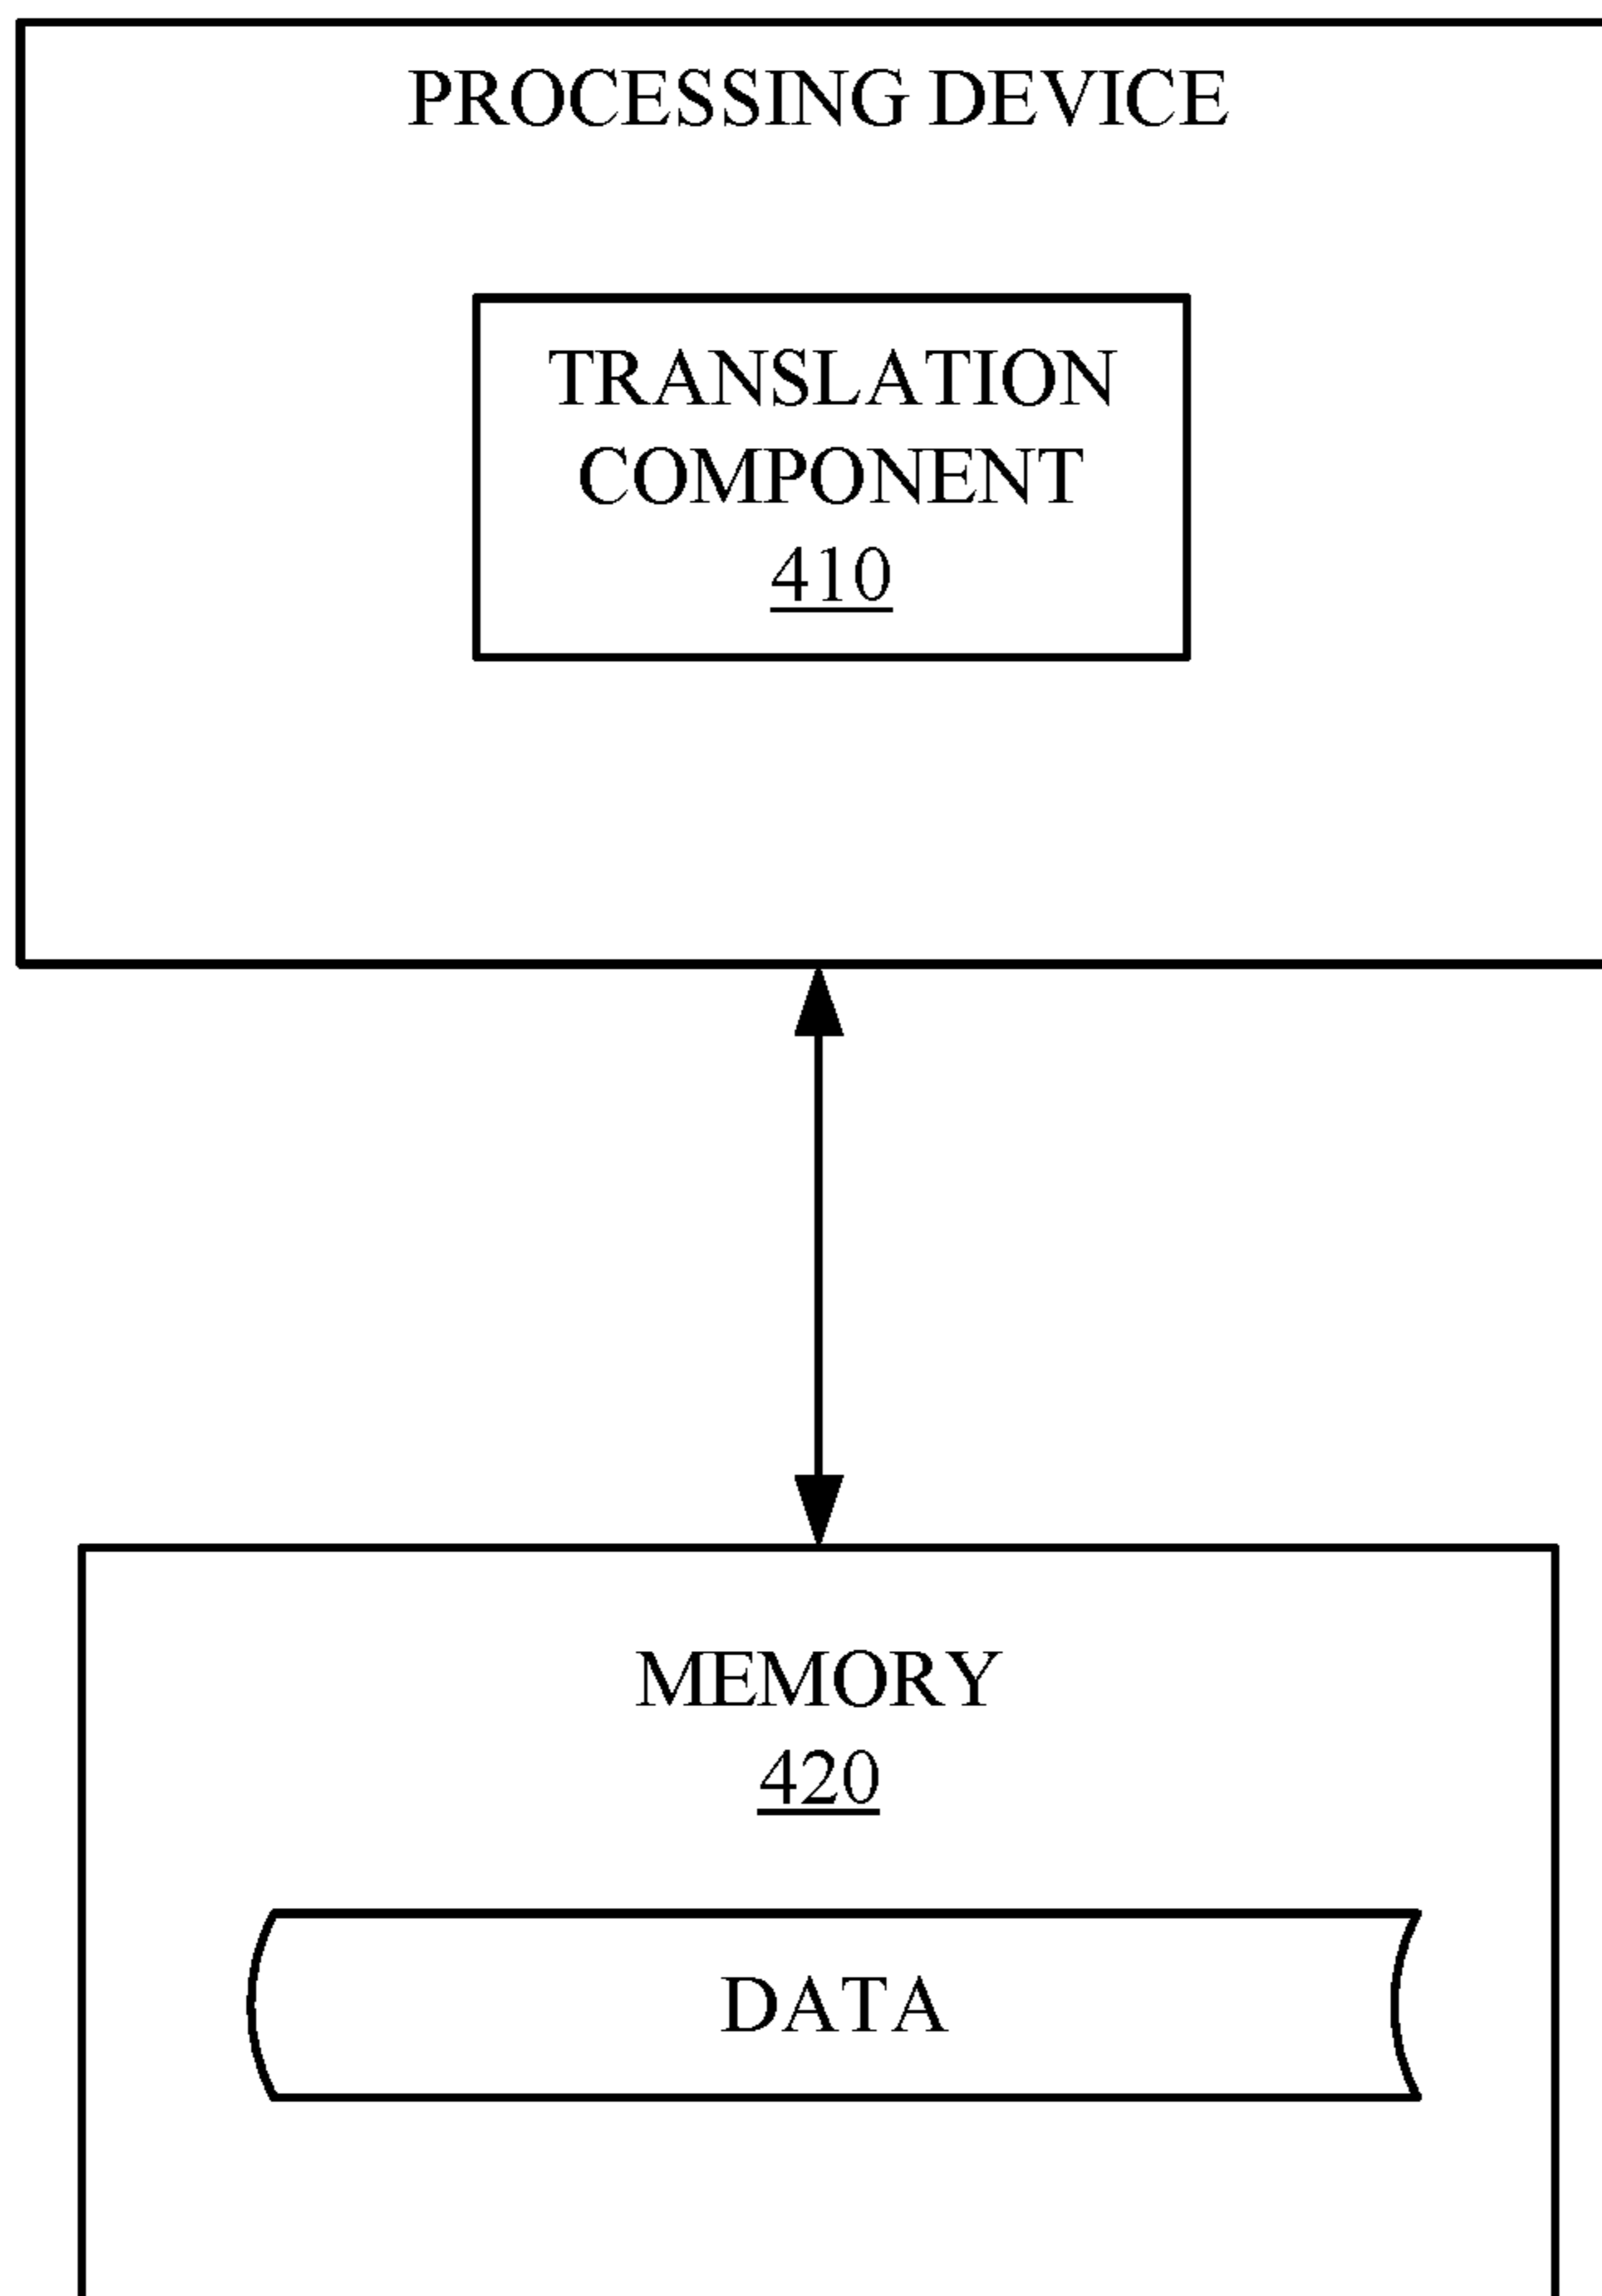 PROCESSING DEVICE
TRANSLATION
COMPONENT
410
MEMORY
420
DATA